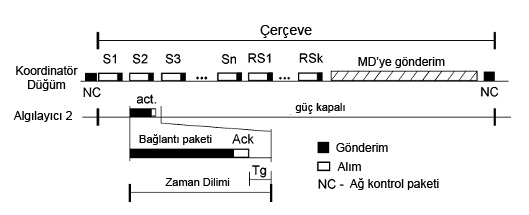 Çerçeve
S1 S2 S3 Sn RS1 RSk MD'ye gönderim
Koordinatör
Düğüm
... ...
NC NC
act.
Algılayıcı 2 güç kapalı
Bağlantı paketi Ack
Tg
Zaman Dilimi
Gönderim
Alım
NC - Ağ kontrol paketi